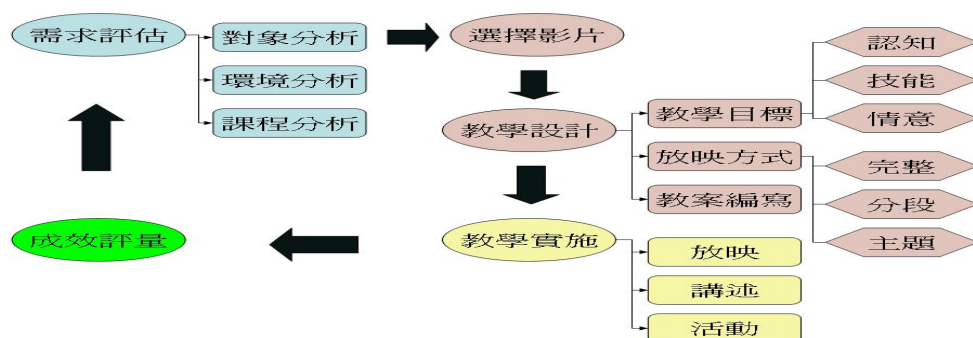 需求評估
對象分析
環境分析
課程分析
選擇影片
教學設計
教學目標
認知
技能
情意
放映方式
完整
分段
主題
教案編寫
教學實施
放映
講述
活動
成效評量